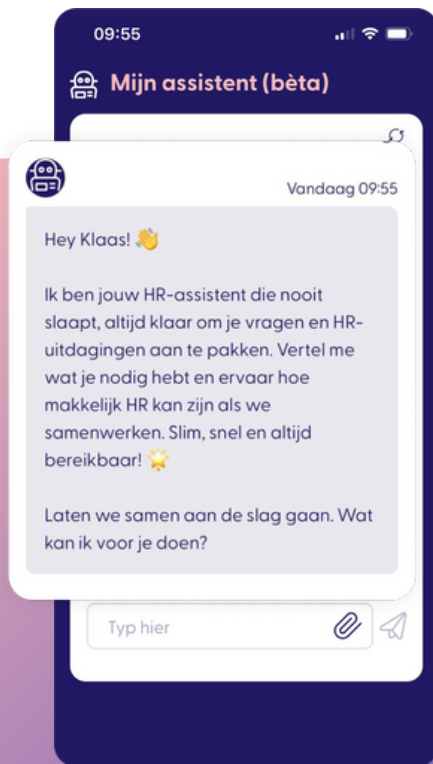 09:55
Mijn assistent (bèta)
Vandaag 09:55
Hey Klaas! 👋
Ik ben jouw HR-assistent die nooit
slaapt, altijd klaar om je vragen en HR-
uitdagingen aan te pakken. Vertel me
wat je nodig hebt en ervaar hoe
makkelijk HR kan zijn als we
samenwerken. Slim, snel en altijd
bereikbaar! 🌟
Laten we samen aan de slag gaan. Wat
kan ik voor je doen?
Typ hier